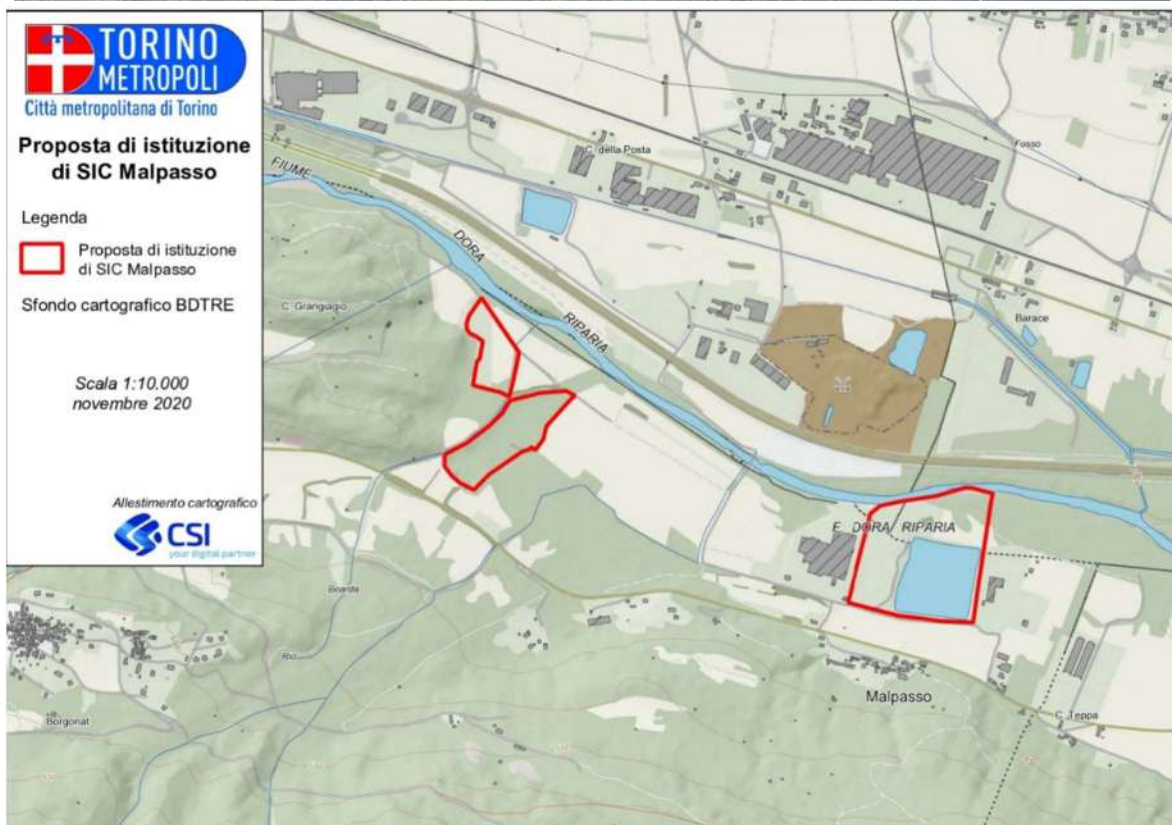 TORINO
METROPOLI
Città metropolitana di Torino
Proposta di istituzione
di SIC Malpasso
Legenda
Proposta di istituzione
di SIC Malpasso
Sfondo cartografico BDTRE
Scala 1:10.000
novembre 2020
Allestimento cartografico
CSI
your digital partner
C. della Posta
Fosso
FIUME
DORA
RIPARIA
C. Grangiagio
Barace
F. DORA RIPARIA
Rio
Borgonat
Malpasso
C. Teppa